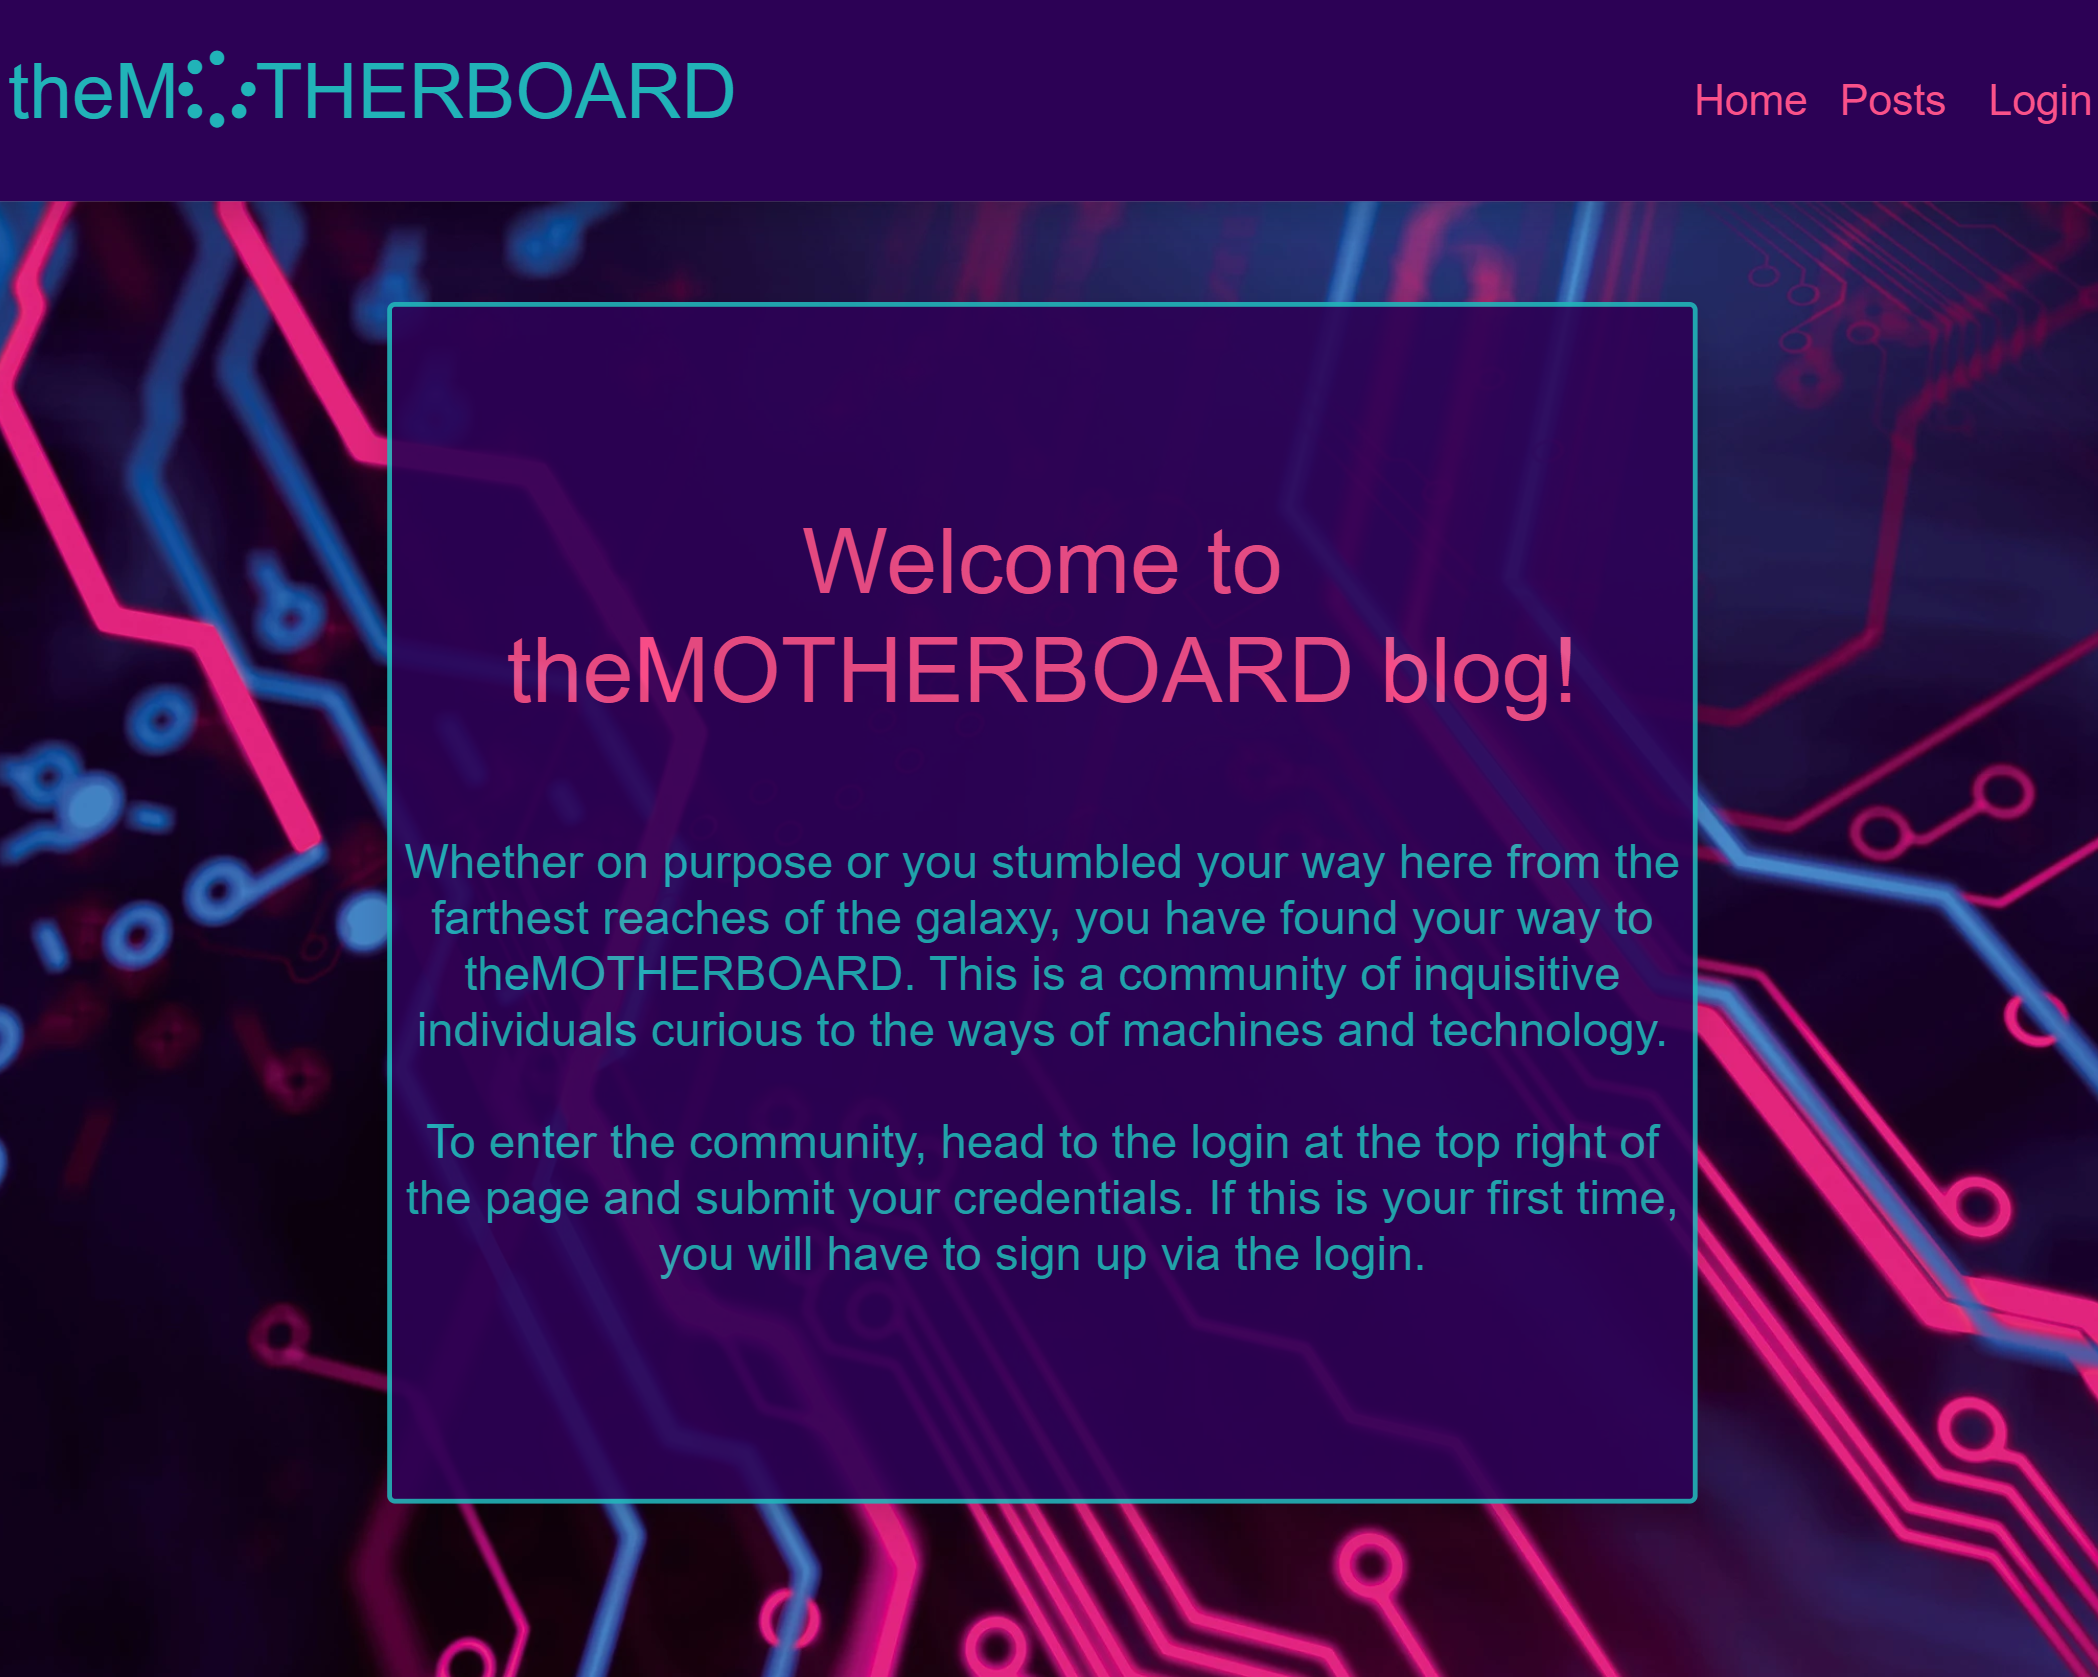 theMOTHERBOARD
Home Posts Login
Welcome to
theMOTHERBOARD blog!
Whether on purpose or you stumbled your way here from the
farthest reaches of the galaxy, you have found your way to
theMOTHERBOARD. This is a community of inquisitive
individuals curious to the ways of machines and technology.
To enter the community, head to the login at the top right of
the page and submit your credentials. If this is your first time,
you will have to sign up via the login.